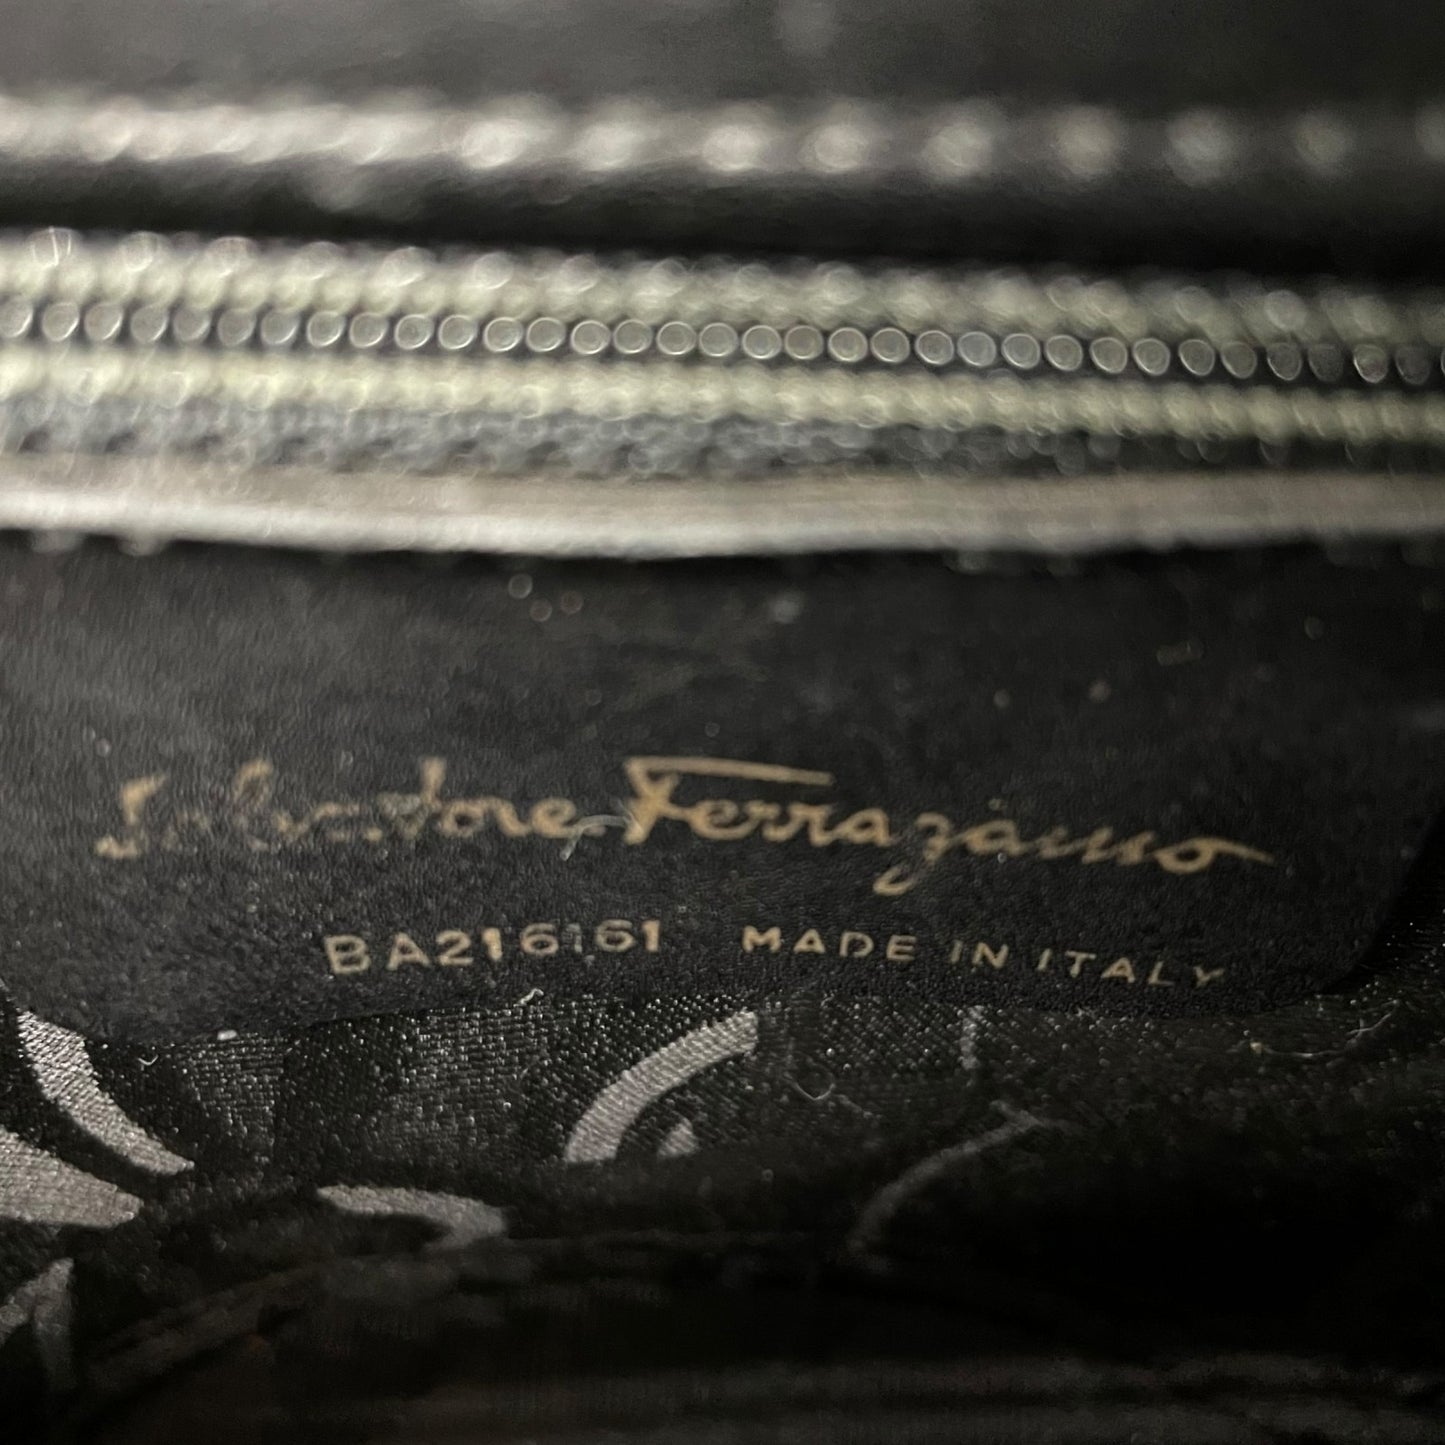 Salvatore Ferragamo
BA216161 MADE IN ITALY